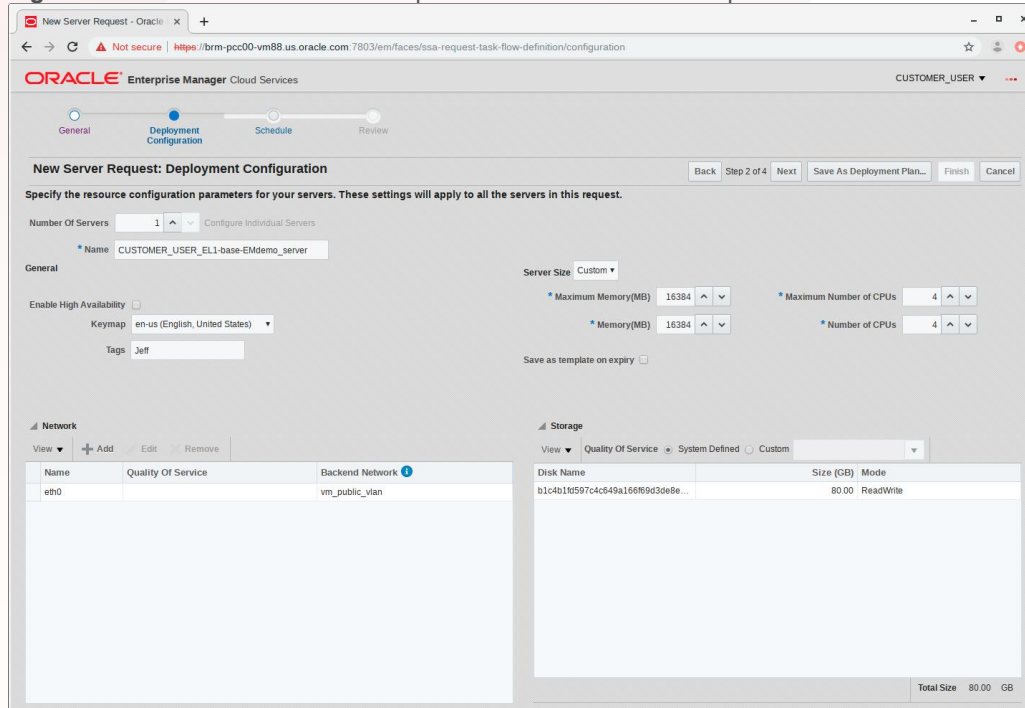 New Server Request - Oracle
Not secure | https://brm-pcc00-vm88.us.oracle.com:7803/em/faces/ssa-request-task-flow-definition/configuration
ORACLE Enterprise Manager Cloud Services
CUSTOMER_USER
General
Deployment Configuration
Schedule
Review
New Server Request: Deployment Configuration
Back Step 2 of 4 Next Save As Deployment Plan... Finish Cancel
Specify the resource configuration parameters for your servers. These settings will apply to all the servers in this request.
Number Of Servers 1 Configure Individual Servers
* Name CUSTOMER_USER_EL1-base-EMdemo_server
General
Enable High Availability
Keymap en-us (English, United States)
Tags Jeff
Server Size Custom
* Maximum Memory(MB) 16384 * Maximum Number of CPUs 4
* Memory(MB) 16384 * Number of CPUs 4
Save as template on expiry
Network
View Add Edit Remove
Name Quality Of Service Backend Network
eth0 vm_public_vlan
Storage
View Quality Of Service System Defined Custom
Disk Name Size (GB) Mode
b1c4b1fd597c4c649a166f69d3de8e... 80.00 ReadWrite
Total Size 80.00 GB